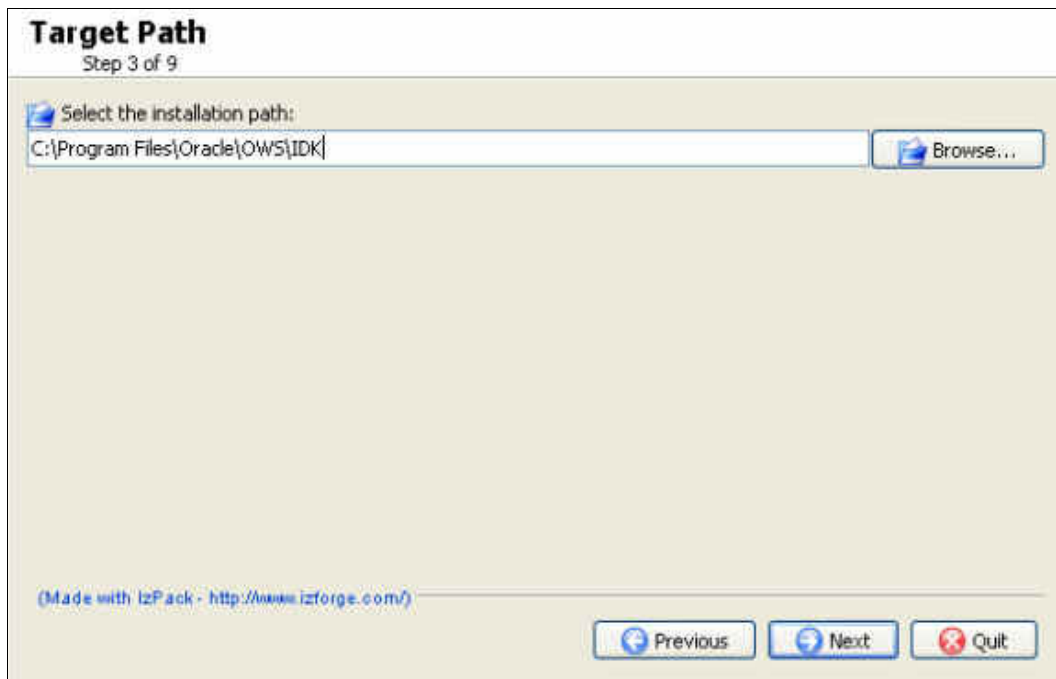 Target Path
Step 3 of 9
Select the installation path:
C:\Program Files\Oracle\OWS\IDK
Browse...
(Made with IzPack - http://www.izforge.com/)
Previous
Next
Quit